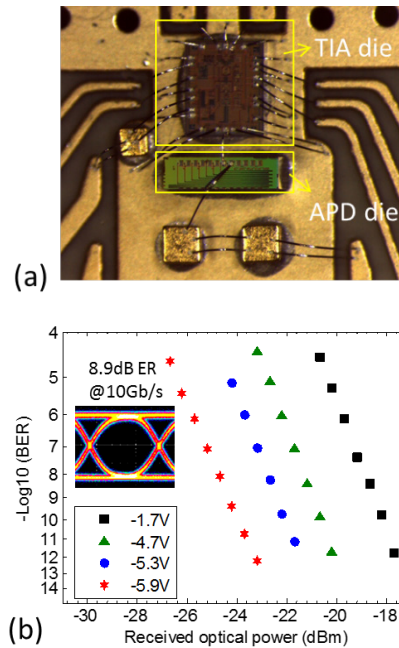 TIA die
APD die
(a)
4
5
6
7
8
9
10
11
12
13
14
-Log10 (BER)
8.9dB ER
@10Gb/s
-1.7V
-4.7V
-5.3V
-5.9V
-30
-28
-26
-24
-22
-20
-18
Received optical power (dBm)
(b)